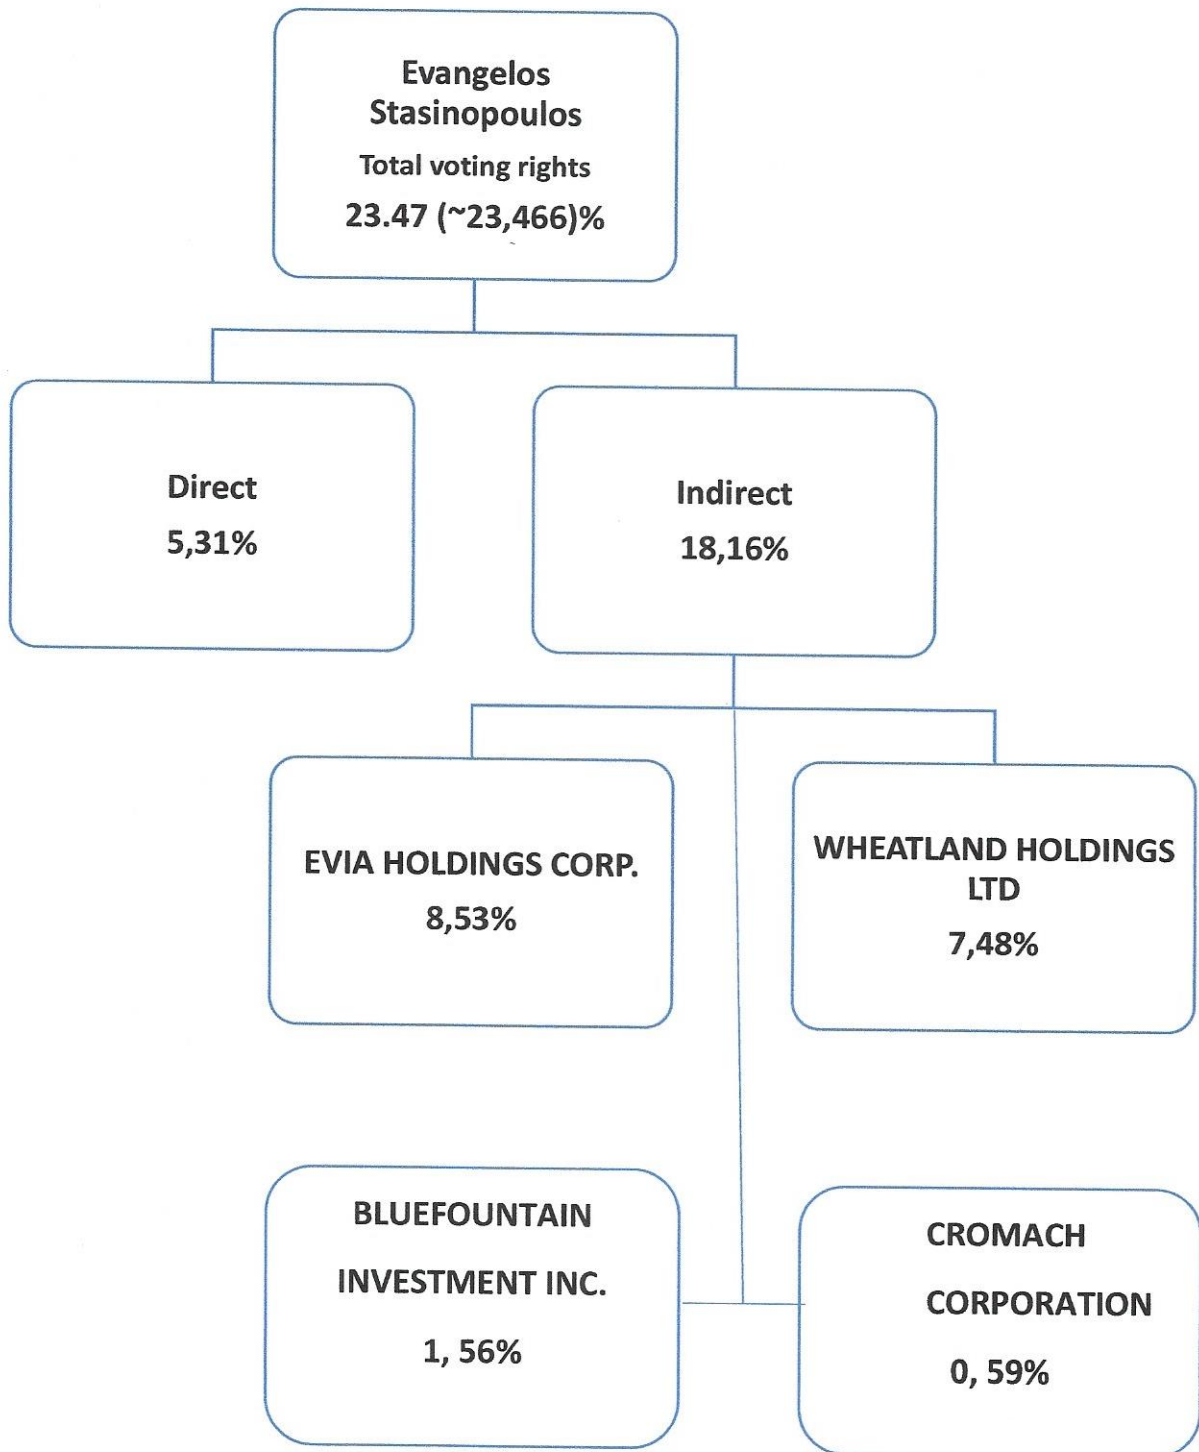 Evangelos
Stasinopoulos
Total voting rights
23.47 (~23,466)%
Direct
5,31%
Indirect
18,16%
EVIA HOLDINGS CORP.
8,53%
WHEATLAND HOLDINGS
LTD
7,48%
BLUEFOUNTAIN
INVESTMENT INC.
1, 56%
CROMACH
CORPORATION
0, 59%